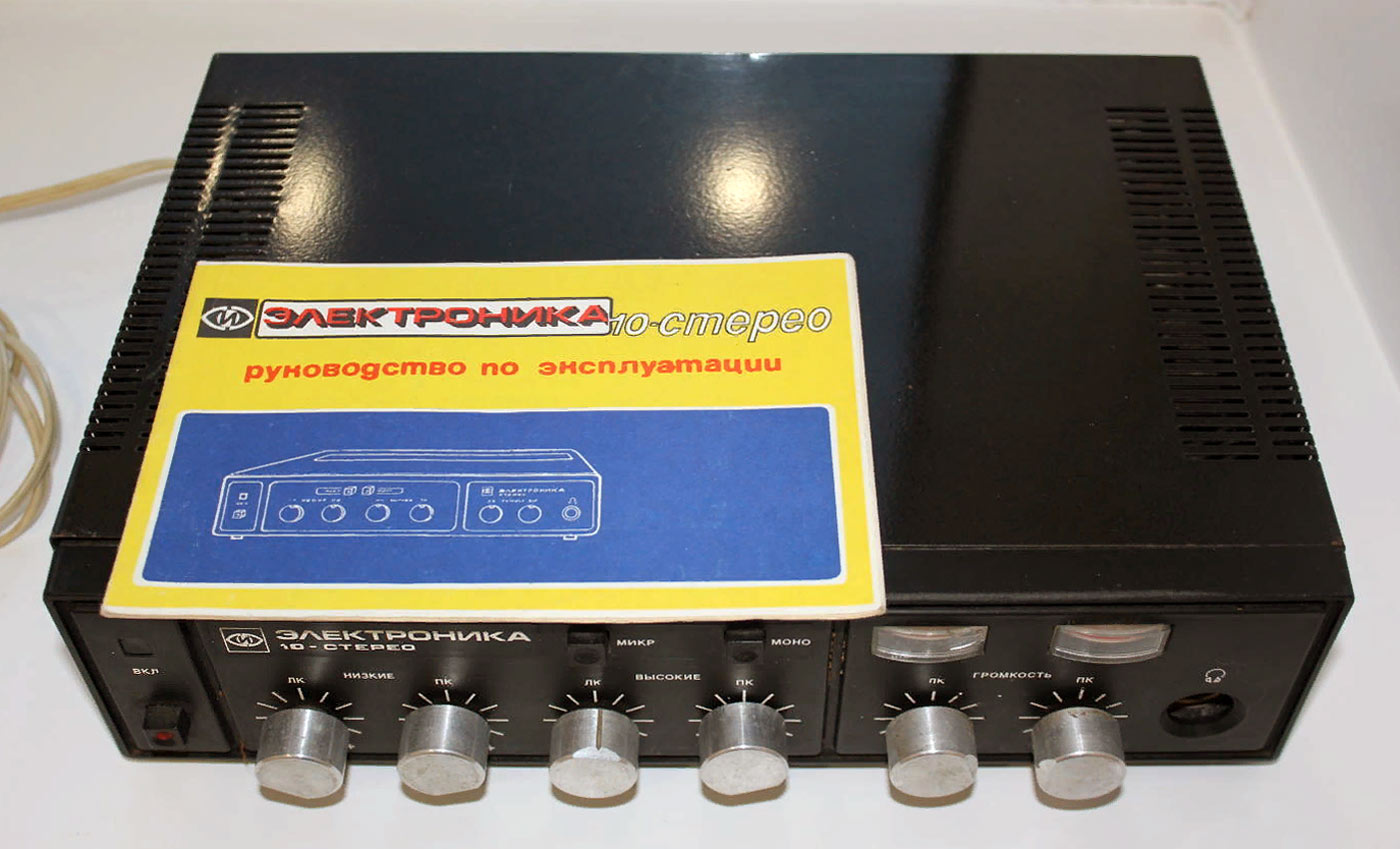 ЭЛЕКТРОНИКА 10-стерео
руководство по эксплуатации
ЭЛЕКТРОНИКА
ЭЛЕКТРОНИКА
10-СТЕРЕО
МИКР
МОНО
ВКЛ
ЛК НИЗКИЕ ПК
ЛК ВЫСОКИЕ ПК
ЛК ГРОМКОСТЬ ПК